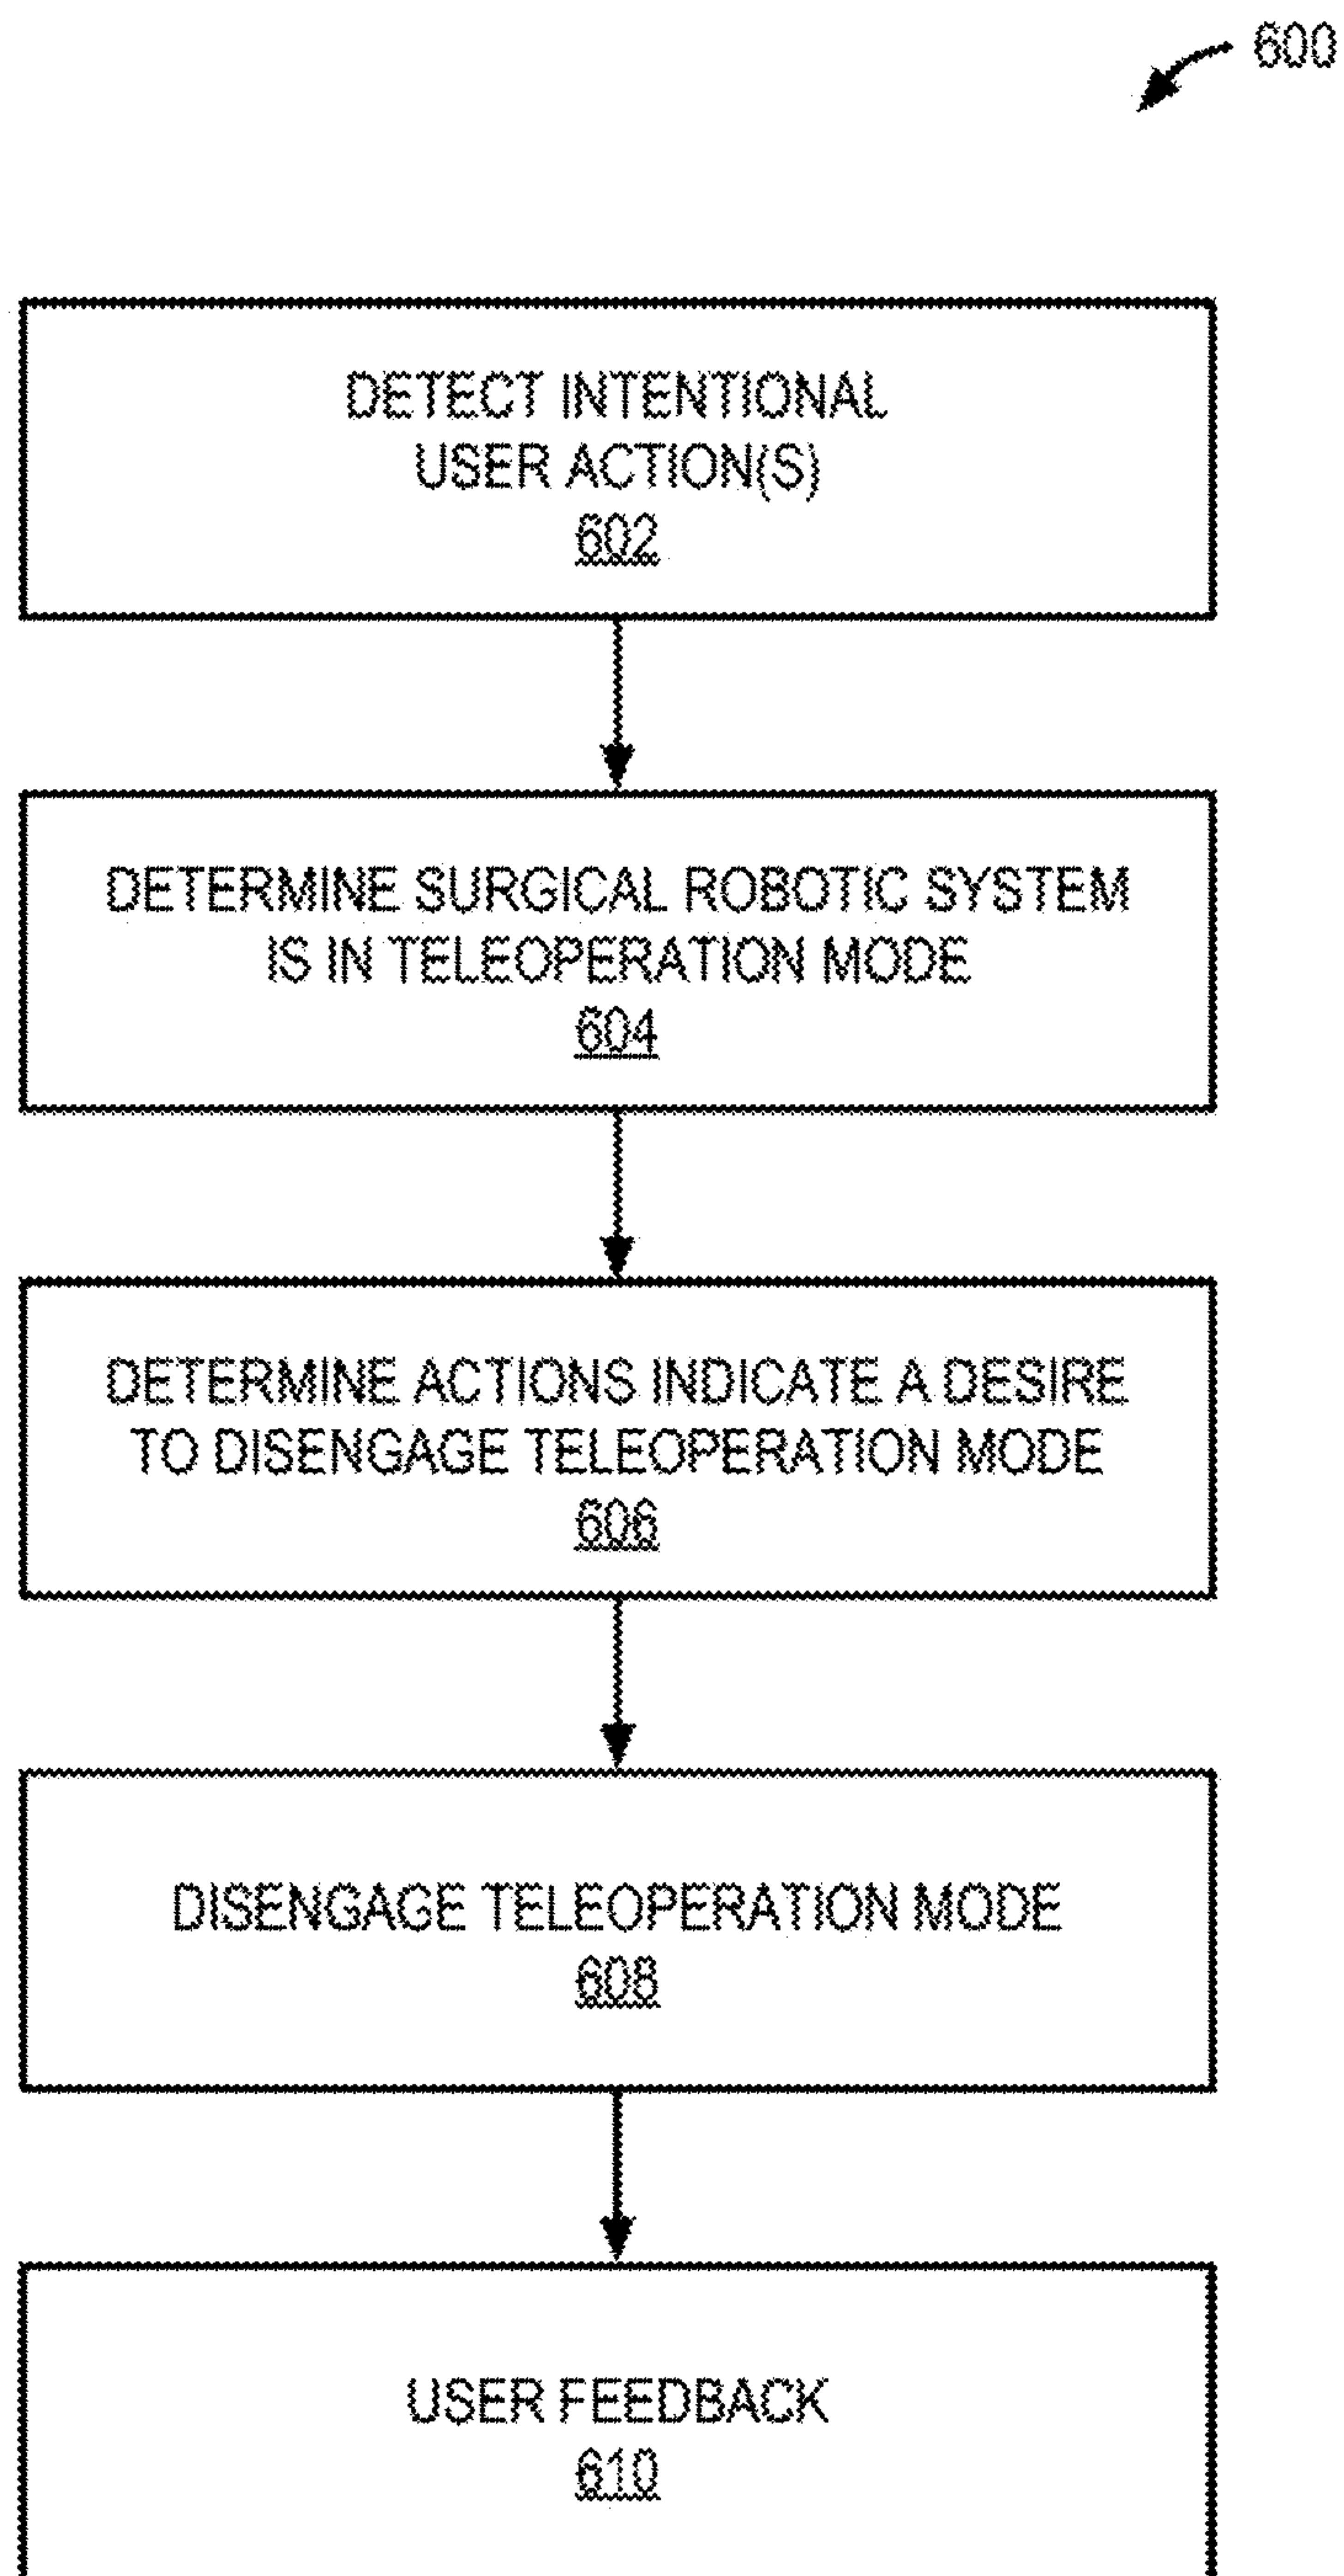 600
DETECT INTENTIONAL
USER ACTION(S)
602
DETERMINE SURGICAL ROBOTIC SYSTEM
IS IN TELEOPERATION MODE
604
DETERMINE ACTIONS INDICATE A DESIRE
TO DISENGAGE TELEOPERATION MODE
606
DISENGAGE TELEOPERATION MODE
608
USER FEEDBACK
610